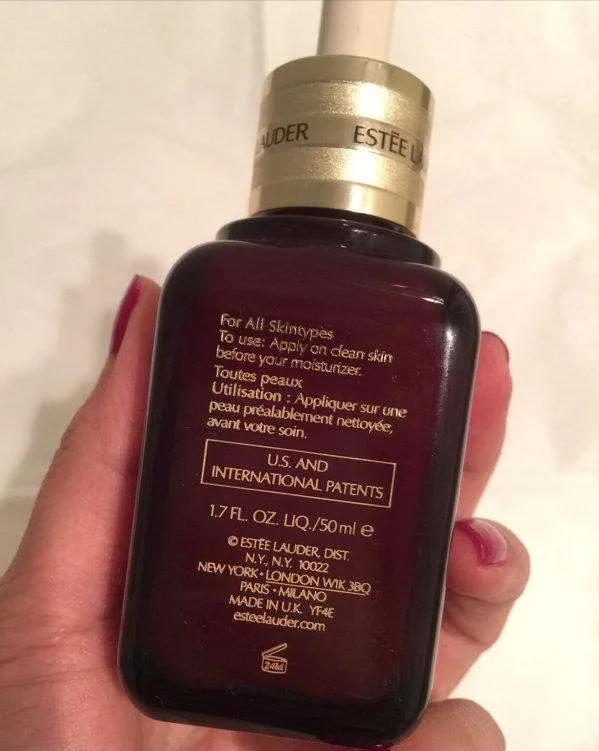 AUDER ESTĒE L
For All Skintypes
To use: Apply on clean skin
before your moisturizer.
Toutes peaux
Utilisation : Appliquer sur une
peau préalablement nettoyée,
avant votre soin.
U.S. AND
INTERNATIONAL PATENTS
1.7 FL. OZ. LIQ./50 ml ℮
© ESTÉE LAUDER, DIST.
N.Y., N.Y. 10022
NEW YORK • LONDON W1K 3BQ
PARIS • MILANO
MADE IN U.K. YF4E
esteelauder.com
24M